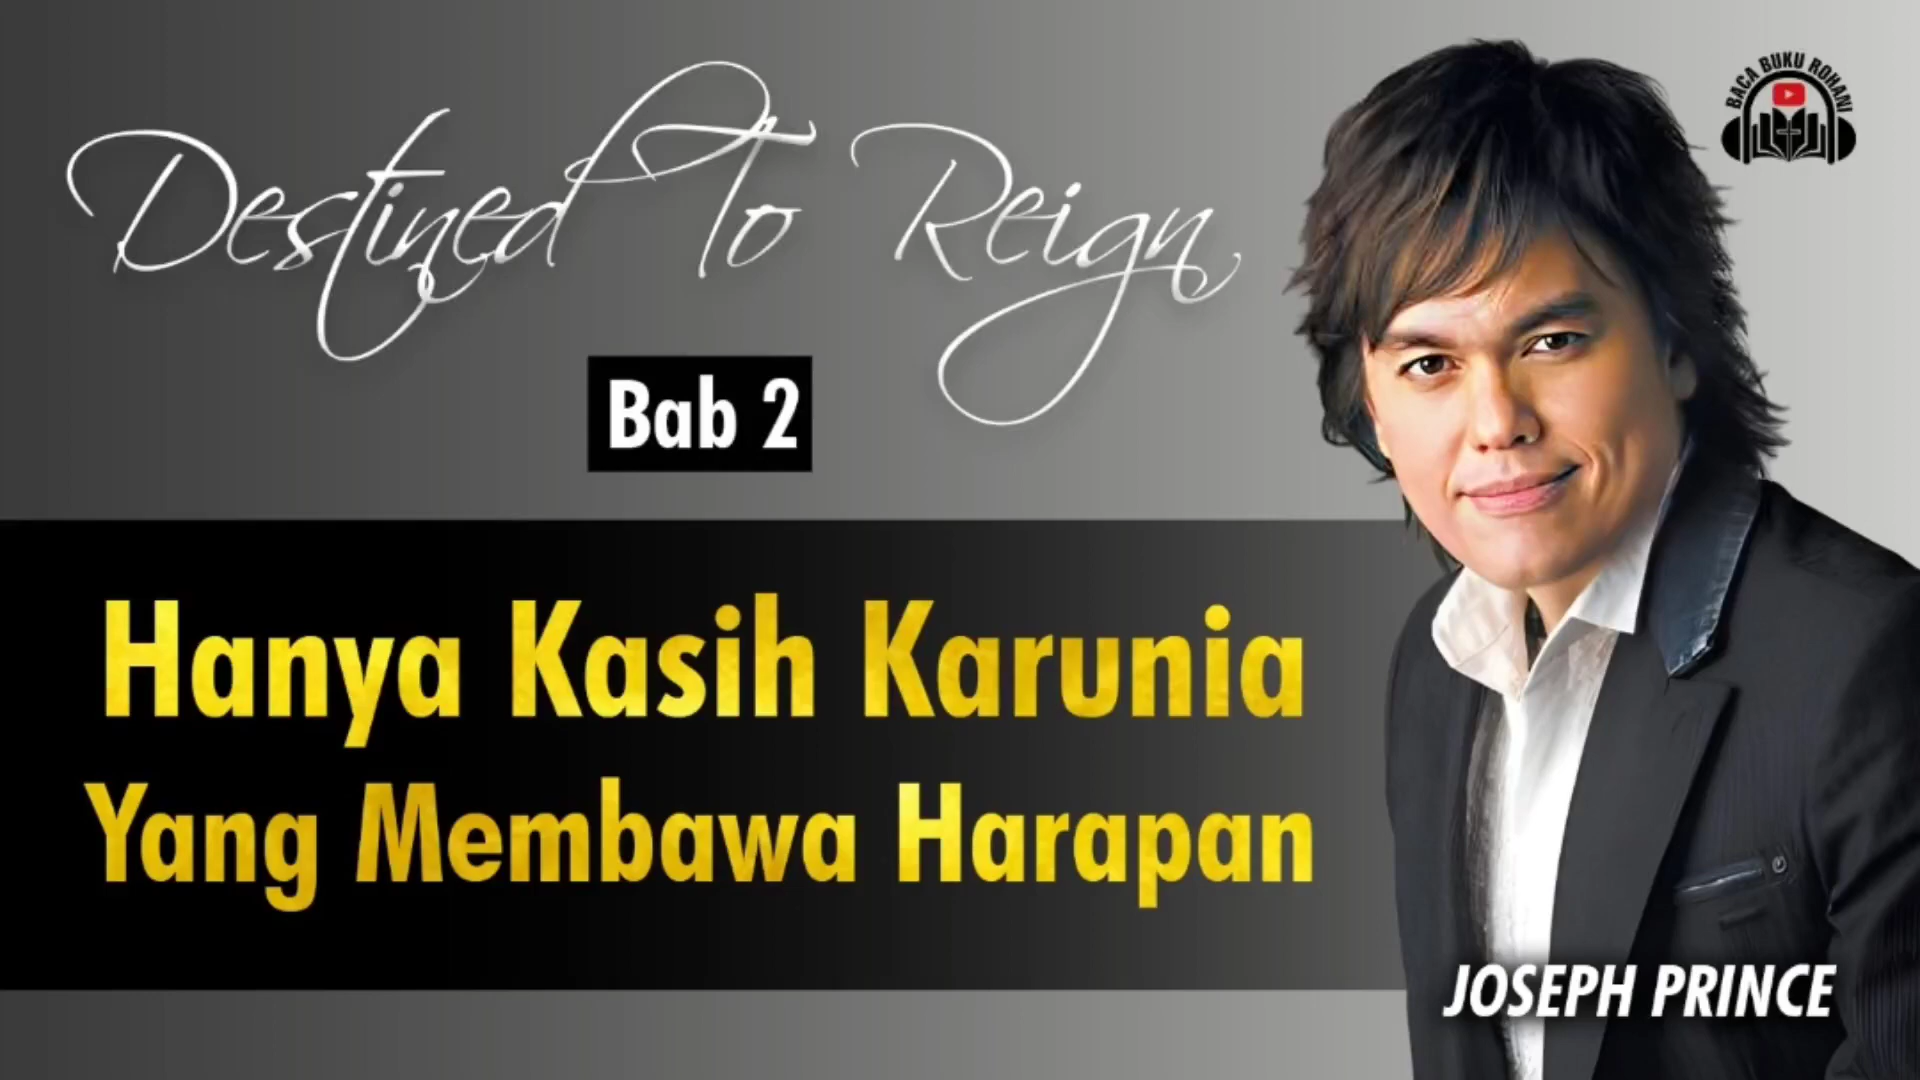 Destined To Reign
BACA BUKU ROHANI
Bab 2
Hanya Kasih Karunia
Yang Membawa Harapan
JOSEPH PRINCE